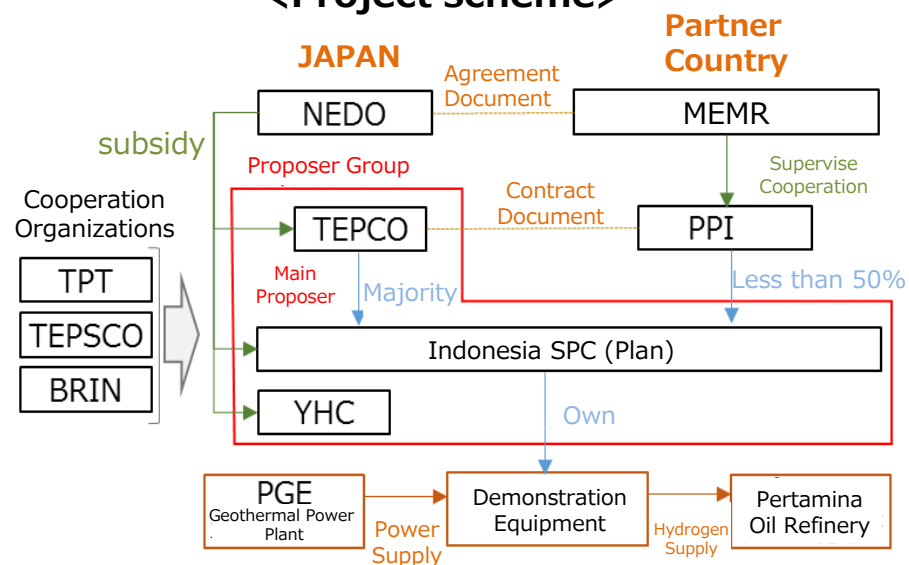 <Project scheme>
JAPAN
Partner
Country
NEDO
Agreement
Document
MEMR
subsidy
Proposer Group
Supervise
Cooperation
Cooperation
Organizations
TEPCO
Contract
Document
PPI
TPT
TEPSCO
BRIN
Main
Proposer
Majority
Less than 50%
Indonesia SPC (Plan)
YHC
Own
PGE
Geothermal Power
Plant
Power
Supply
Demonstration
Equipment
Hydrogen
Supply
Pertamina
Oil Refinery